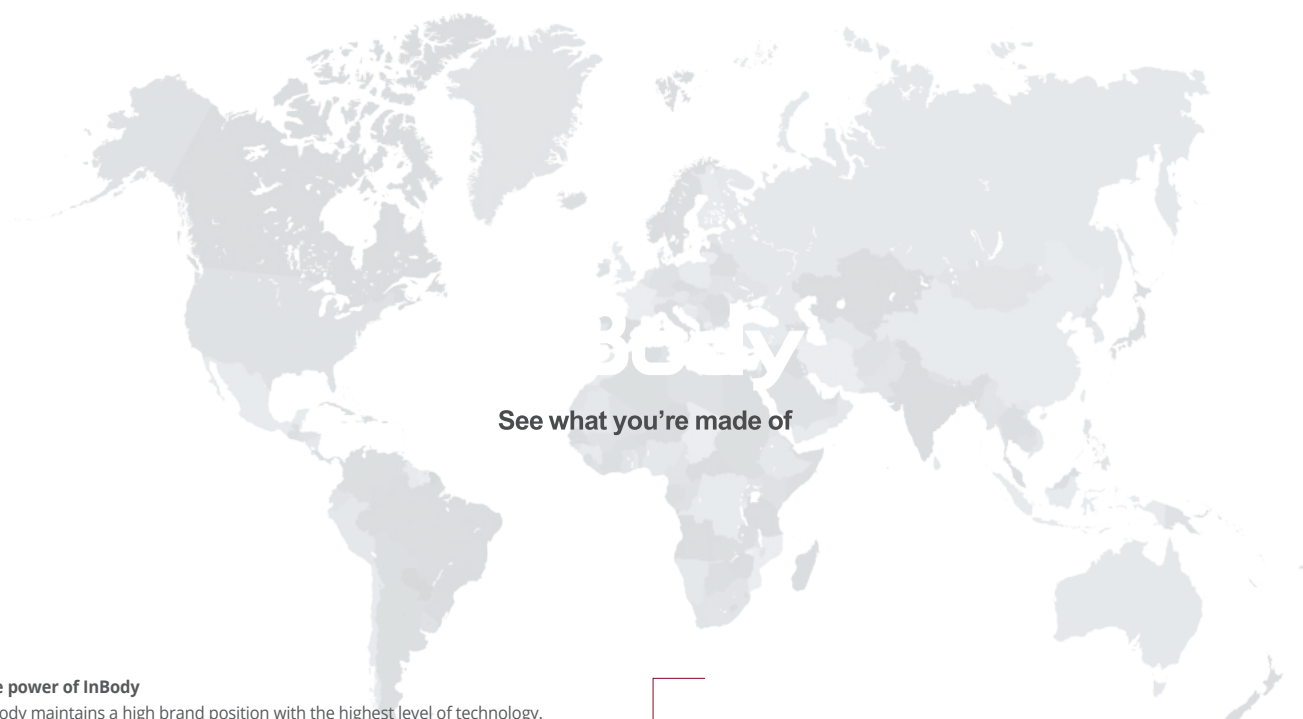 Body
See what you're made of
e power of InBody
ody maintains a high brand position with the highest level of technology.